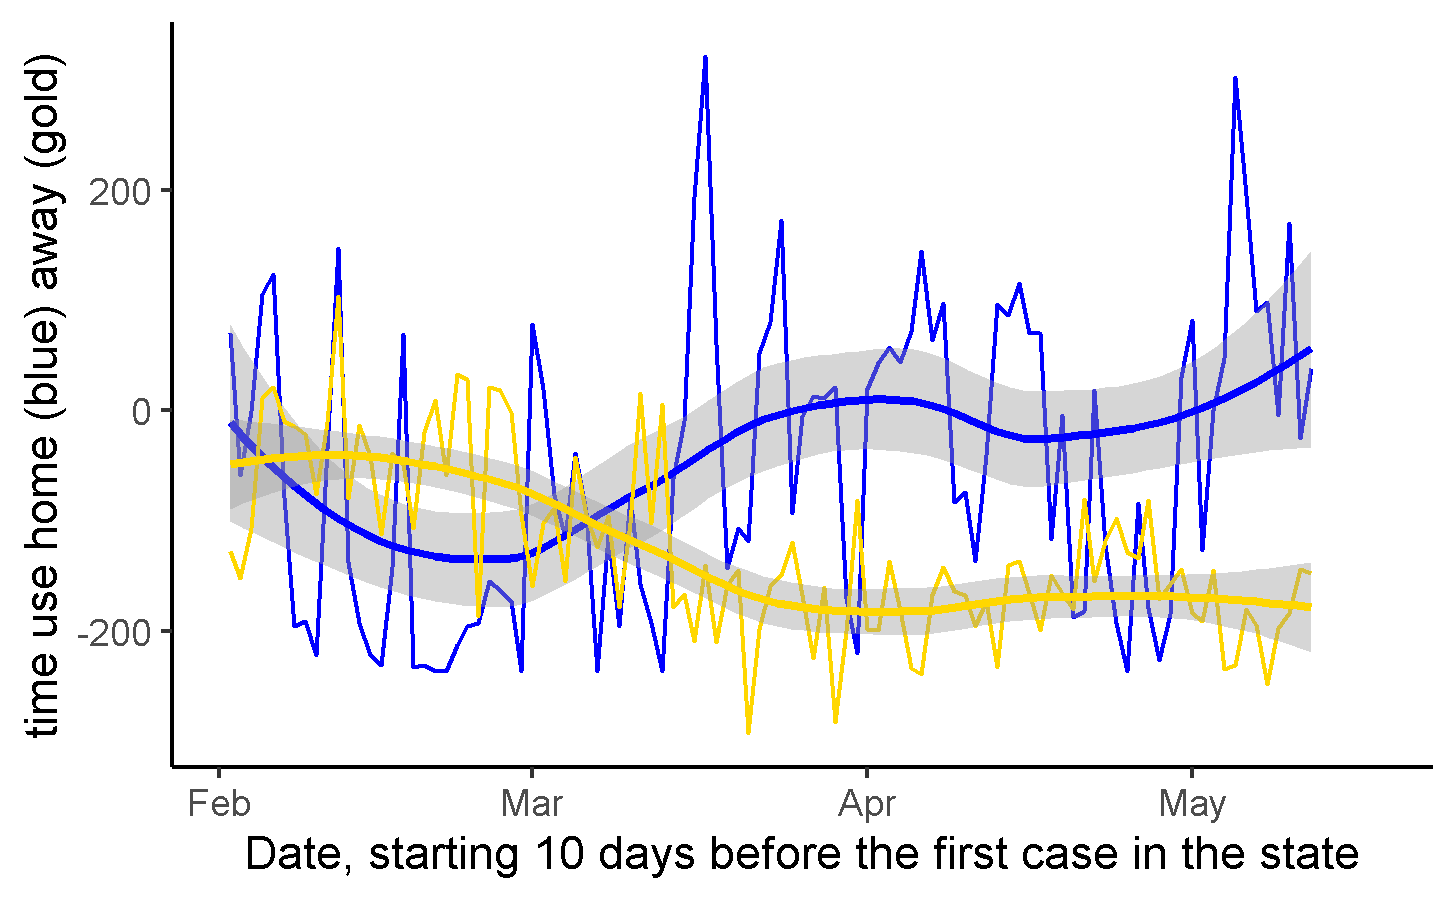 time use home (blue) away (gold)
200
0
-200
Feb
Mar
Apr
May
Date, starting 10 days before the first case in the state